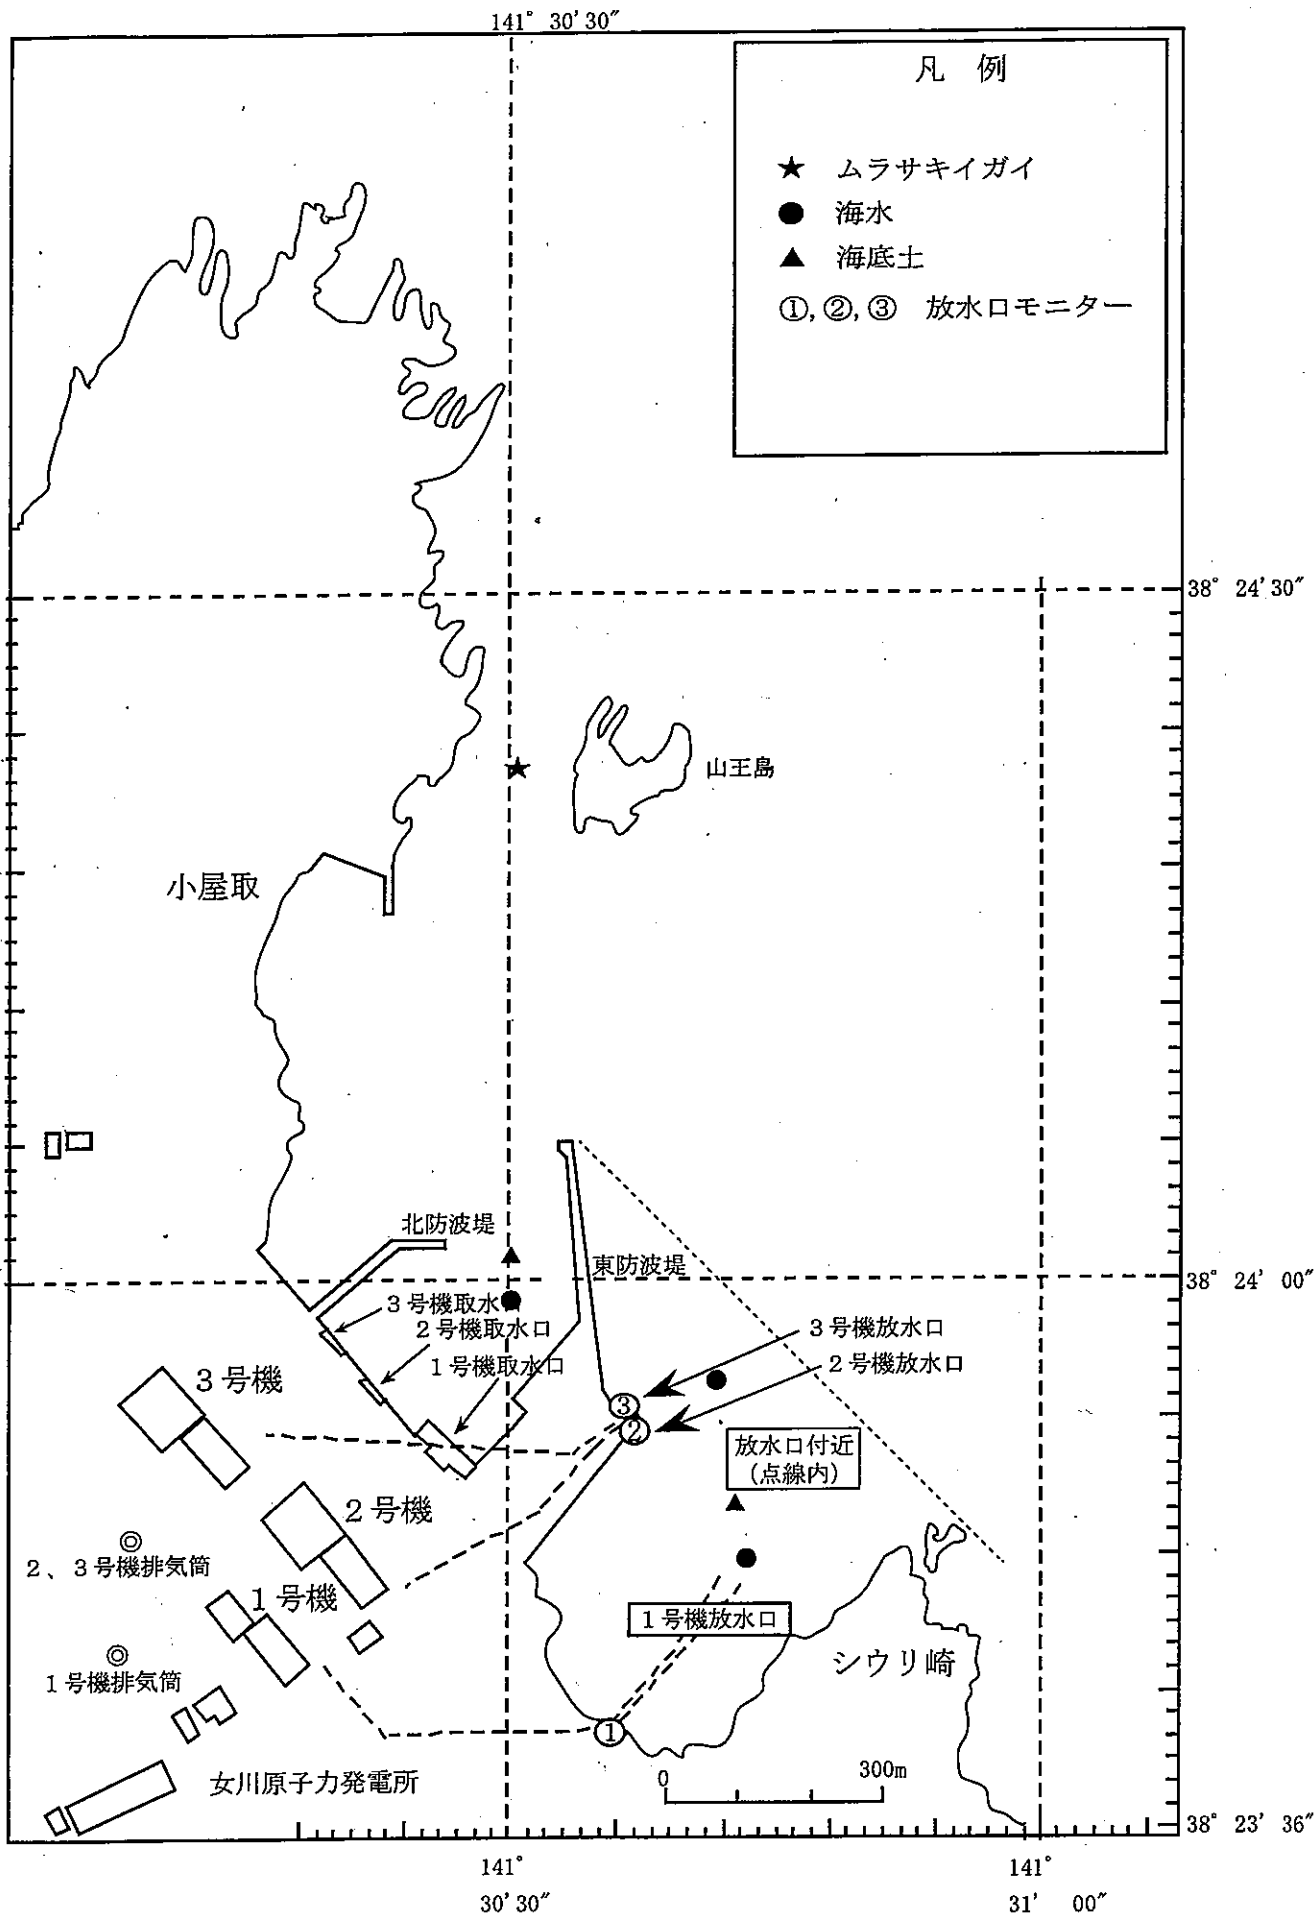 141° 30′30″
凡 例
★ ムラサキイガイ
● 海水
▲ 海底土
①,②,③ 放水口モニター
38° 24′30″
山王島
小屋取
北防波堤
東防波堤
38° 24′ 00″
3号機取水口
2号機取水口
1号機取水口
3号機放水口
2号機放水口
3号機
③
②
放水口付近
(点線内)
2号機
2、3号機排気筒
1号機
1号機放水口
シウリ崎
1号機排気筒
①
女川原子力発電所
0 300m
38° 23′ 36″
141°
30′30″
141°
31′ 00″